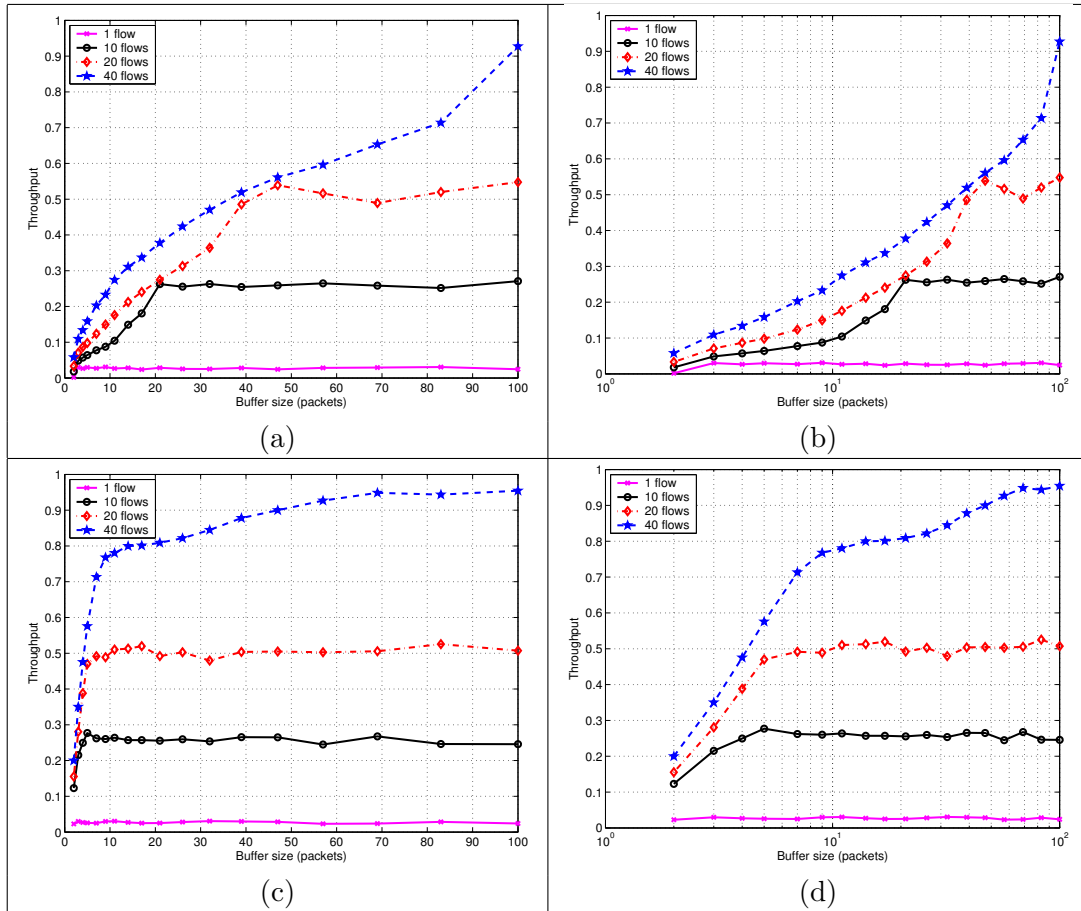 1 flow
10 flows
20 flows
40 flows
1
0.9
0.8
0.7
0.6
0.5
0.4
0.3
0.2
0.1
0
Throughput
0 10 20 30 40 50 60 70 80 90 100
Buffer size (packets)
(a)
1 flow
10 flows
20 flows
40 flows
1
0.9
0.8
0.7
0.6
0.5
0.4
0.3
0.2
0.1
0
Throughput
10^0 10^1 10^2
Buffer size (packets)
(b)
1 flow
10 flows
20 flows
40 flows
1
0.9
0.8
0.7
0.6
0.5
0.4
0.3
0.2
0.1
0
Throughput
0 10 20 30 40 50 60 70 80 90 100
Buffer size (packets)
(c)
1 flow
10 flows
20 flows
40 flows
1
0.9
0.8
0.7
0.6
0.5
0.4
0.3
0.2
0.1
0
Throughput
10^0 10^1 10^2
Buffer size (packets)
(d)